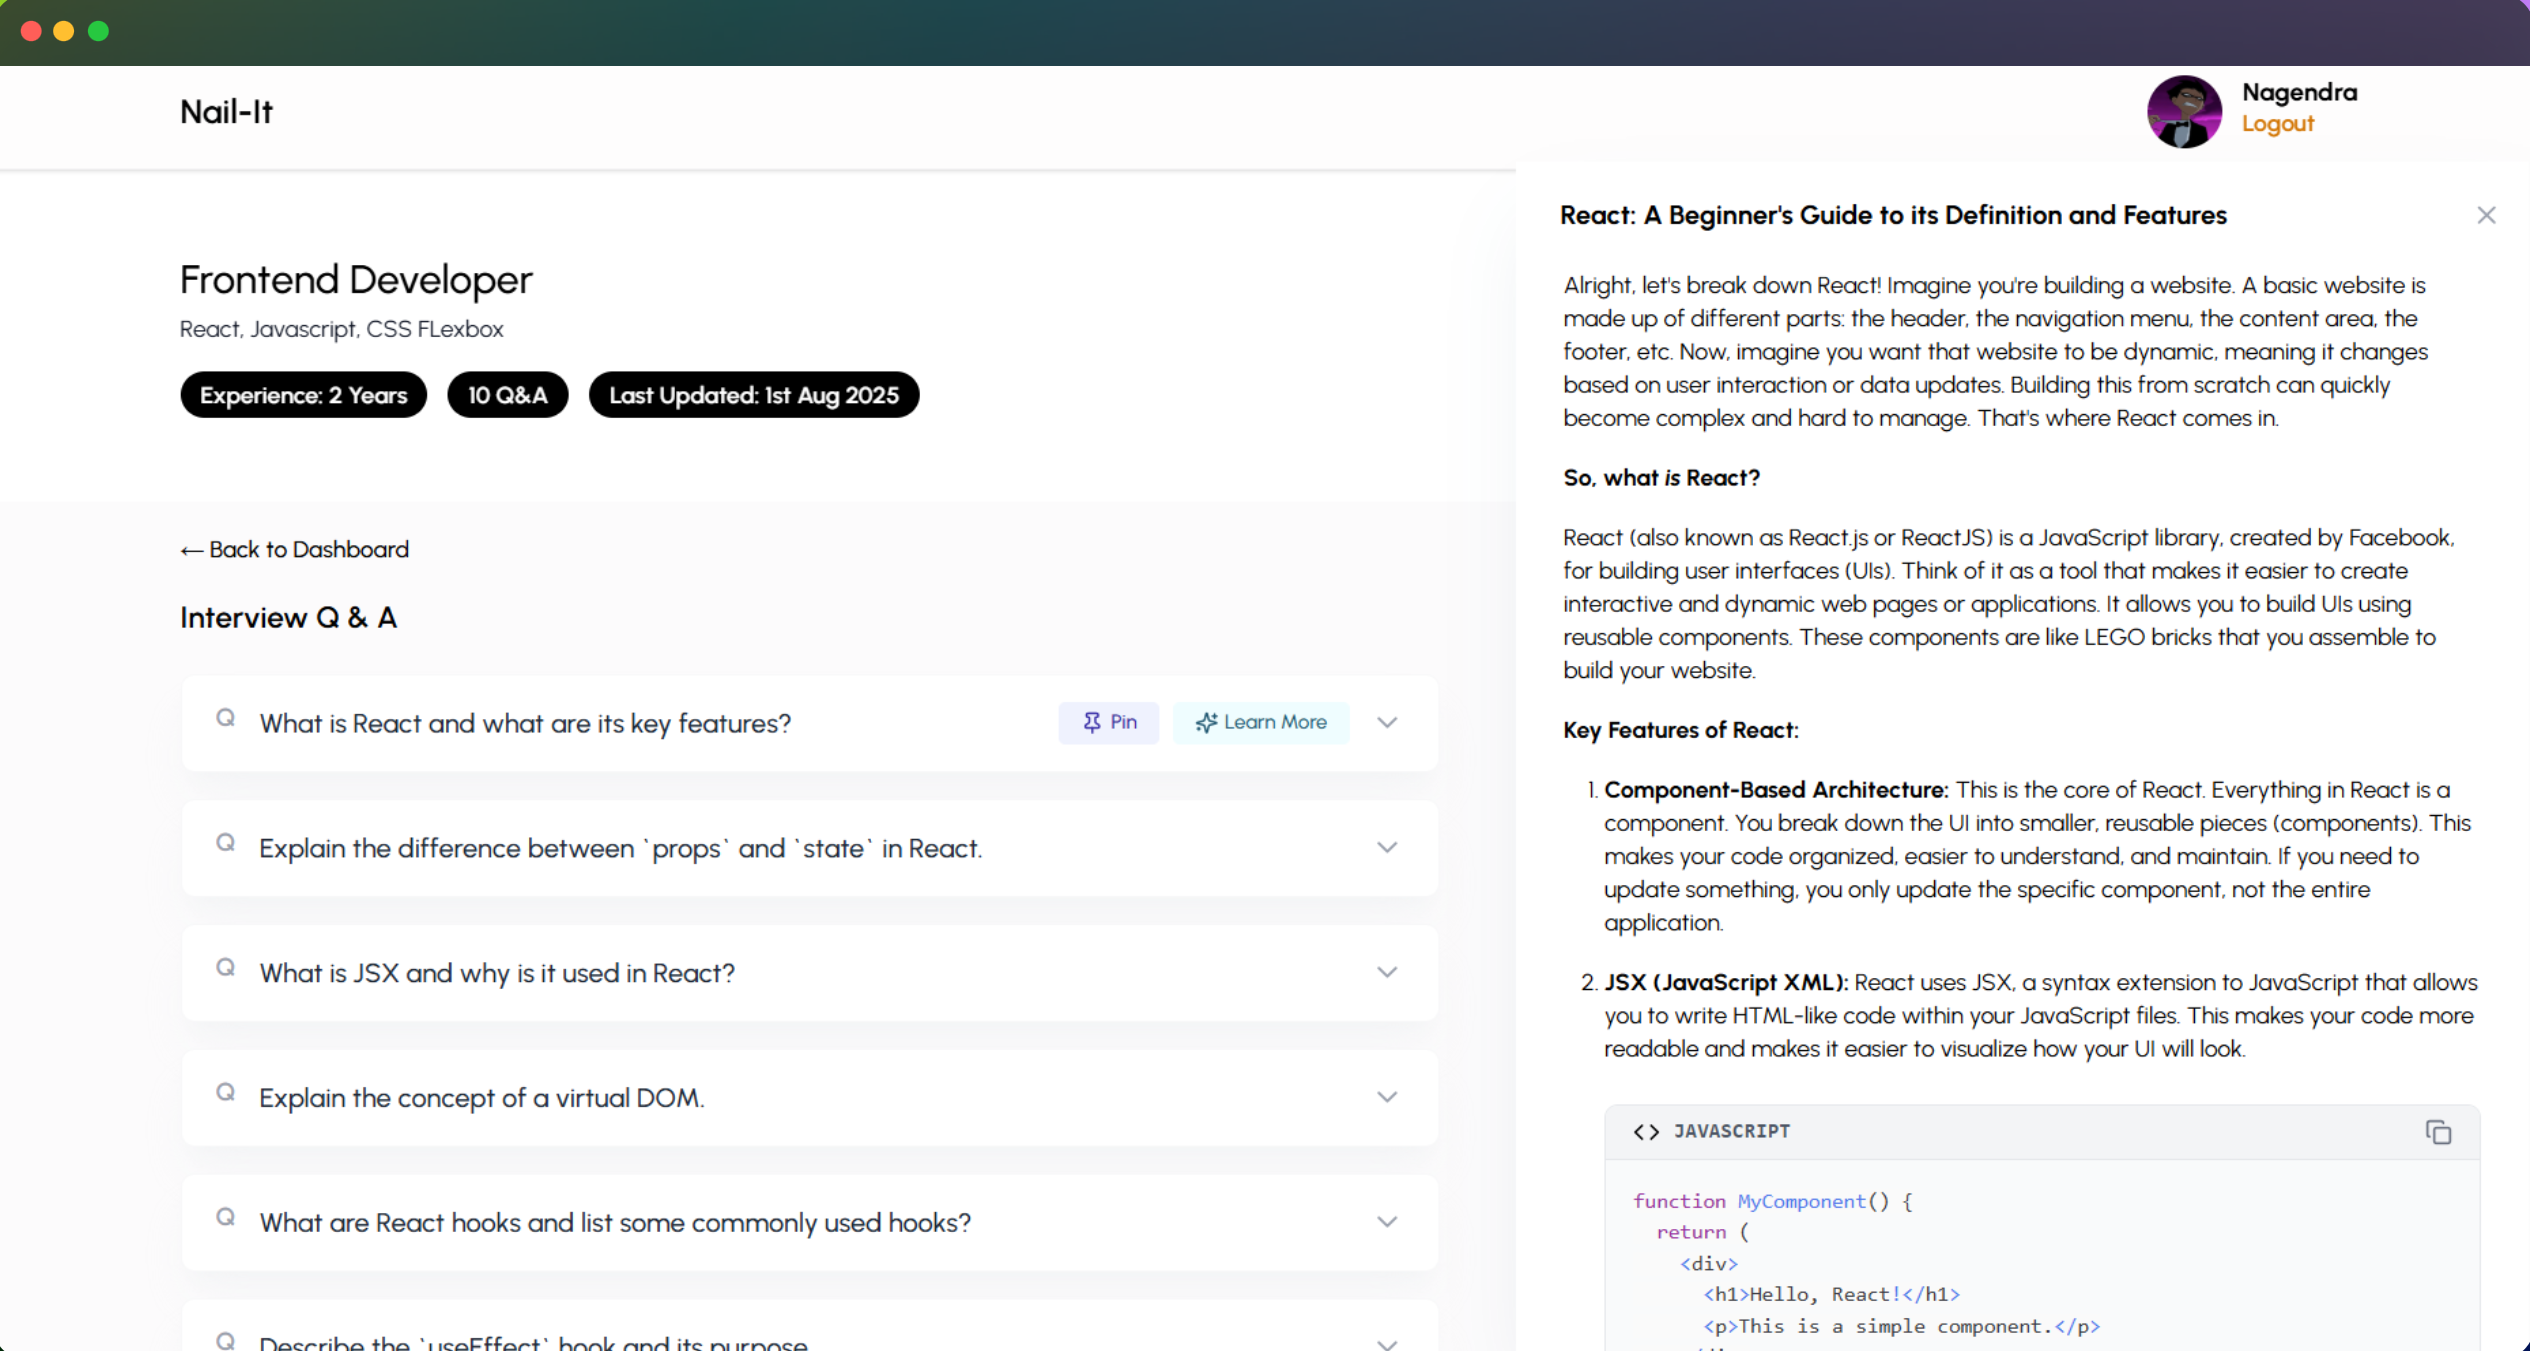 Nail-It
Nagendra
Logout
Frontend Developer
React, Javascript, CSS FLexbox
Experience: 2 Years
10 Q&A
Last Updated: 1st Aug 2025
← Back to Dashboard
Interview Q & A
Q What is React and what are its key features?
Pin
Learn More
Q Explain the difference between `props` and `state` in React.
Q What is JSX and why is it used in React?
Q Explain the concept of a virtual DOM.
Q What are React hooks and list some commonly used hooks?
Q Describe the `useEffect` hook and its purpose
React: A Beginner's Guide to its Definition and Features
Alright, let's break down React! Imagine you're building a website. A basic website is
made up of different parts: the header, the navigation menu, the content area, the
footer, etc. Now, imagine you want that website to be dynamic, meaning it changes
based on user interaction or data updates. Building this from scratch can quickly
become complex and hard to manage. That's where React comes in.
So, what is React?
React (also known as React.js or ReactJS) is a JavaScript library, created by Facebook,
for building user interfaces (UIs). Think of it as a tool that makes it easier to create
interactive and dynamic web pages or applications. It allows you to build UIs using
reusable components. These components are like LEGO bricks that you assemble to
build your website.
Key Features of React:
1. Component-Based Architecture: This is the core of React. Everything in React is a
component. You break down the UI into smaller, reusable pieces (components). This
makes your code organized, easier to understand, and maintain. If you need to
update something, you only update the specific component, not the entire
application.
2. JSX (JavaScript XML): React uses JSX, a syntax extension to JavaScript that allows
you to write HTML-like code within your JavaScript files. This makes your code more
readable and makes it easier to visualize how your UI will look.
<> JAVASCRIPT
function MyComponent() {
return (
<div>
<h1>Hello, React!</h1>
<p>This is a simple component.</p>